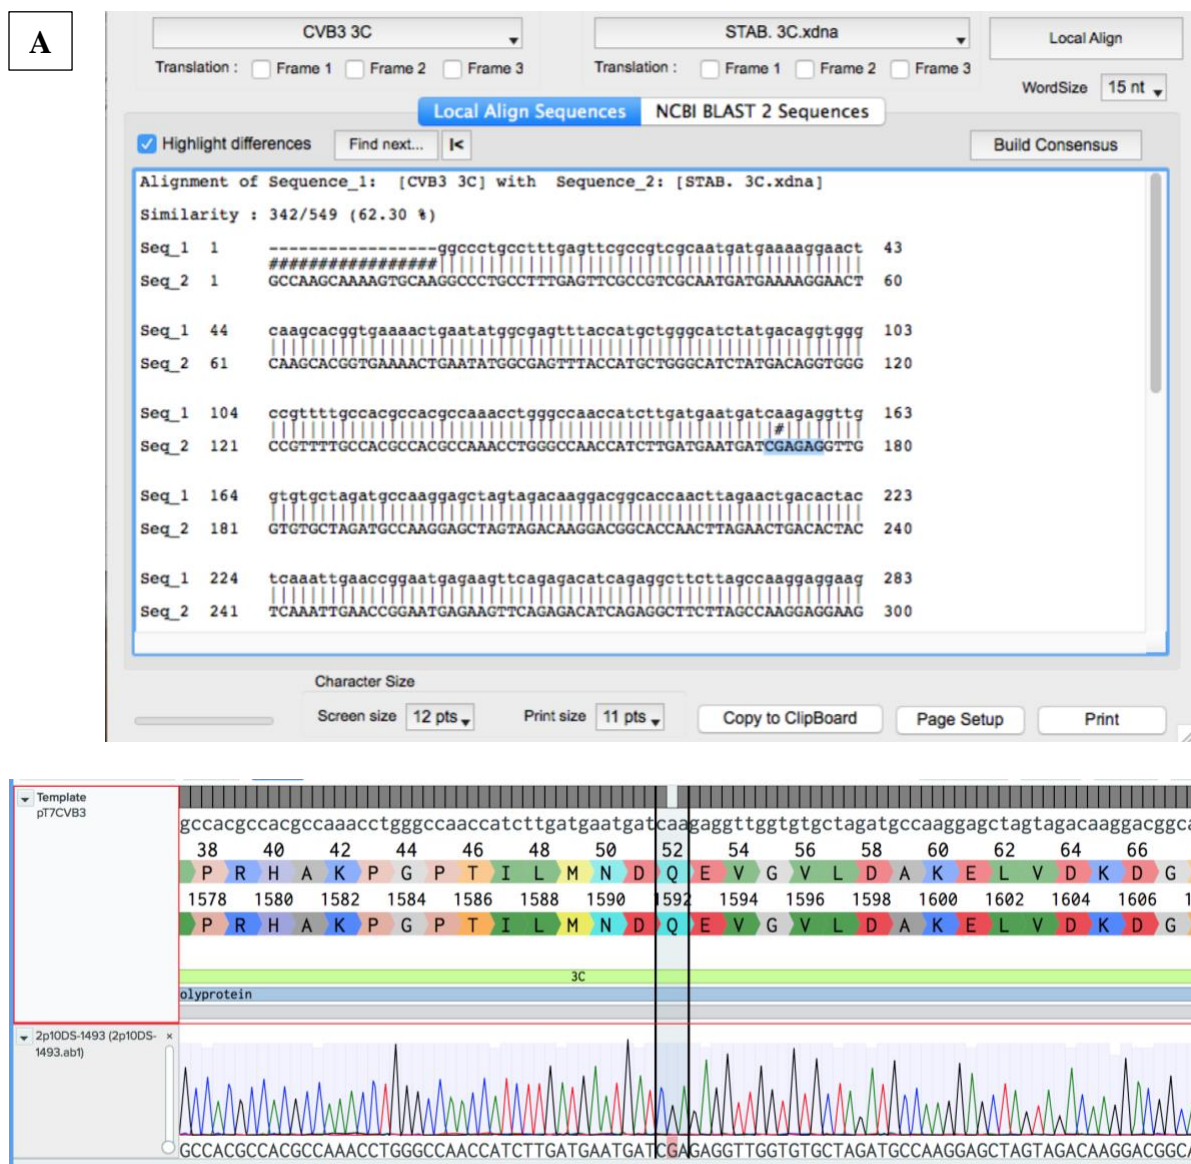 A
CVB3 3C
STAB. 3C.xdna
Local Align
Translation : Frame 1 Frame 2 Frame 3
Translation : Frame 1 Frame 2 Frame 3
WordSize 15 nt
Local Align Sequences NCBI BLAST 2 Sequences
Highlight differences Find next... |< Build Consensus
Alignment of Sequence_1: [CVB3 3C] with Sequence_2: [STAB. 3C.xdna]
Similarity : 342/549 (62.30 %)
Seq_1 1 -----------------ggccctgcctttgagttcgccgtcgcaatgatgaaaaggaact 43
#################|||||||||||||||||||||||||||||||||||||||||||
Seq_2 1 GCCAAGCAAAAGTGCAAGGCCCTGCCTTTGAGTTCGCCGTCGCAATGATGAAAAGGAACT 60
Seq_1 44 caagcacggtgaaaactgaatatggcgagtttaccatgctgggcatctatgacaggtggg 103
Seq_2 61 CAAGCACGGTGAAAACTGAATATGGCGAGTTTACCATGCTGGGCATCTATGACAGGTGGG 120
Seq_1 104 ccgttttgccacgccacgccaaacctgggccaaccatcttgatgaatgatcaagaggttg 163
#
Seq_2 121 CCGTTTTGCCACGCCACGCCAAACCTGGGCCAACCATCTTGATGAATGATCGAGAGGTTG 180
Seq_1 164 gtgtgctagatgccaaggagctagtagacaaggacggcaccaacttagaactgacactac 223
Seq_2 181 GTGTGCTAGATGCCAAGGAGCTAGTAGACAAGGACGGCACCAACTTAGAACTGACACTAC 240
Seq_1 224 tcaaattgaaccggaatgagaagttcagagacatcagaggcttcttagccaaggaggaag 283
Seq_2 241 TCAAATTGAACCGGAATGAGAAGTTCAGAGACATCAGAGGCTTCTTAGCCAAGGAGGAAG 300
Character Size
Screen size 12 pts Print size 11 pts Copy to ClipBoard Page Setup Print
Template
pT7CVB3
gccacgccacgccaaacctgggccaaccatcttgatgaatgatcaagaggttggtgtgctagatgccaaggagctagtagacaaggacggca
38 40 42 44 46 48 50 52 54 56 58 60 62 64 66
P R H A K P G P T I L M N D Q E V G V L D A K E L V D K D G
1578 1580 1582 1584 1586 1588 1590 1592 1594 1596 1598 1600 1602 1604 1606
P R H A K P G P T I L M N D Q E V G V L D A K E L V D K D G
3C
olyprotein
2p10DS-1493 (2p10DS-
1493.ab1)
×
GCCACGCCACGCCAAACCTGGGCCAACCATCTTGATGAATGATCGAGAGGTTGGTGTGCTAGATGCCAAGGAGCTAGTAGACAAGGACGGCA